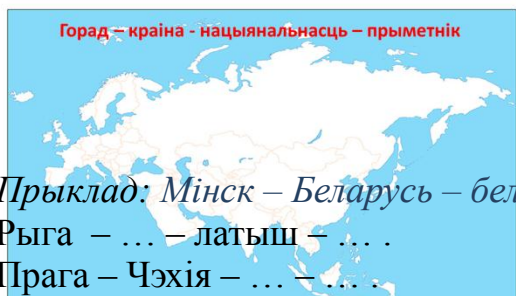 Горад – краіна - нацыянальнасць – прыметнік
Прыклад: Мінск – Беларусь – бел
Рыга – … – латыш – … .
Прага – Чэхія – … – … .